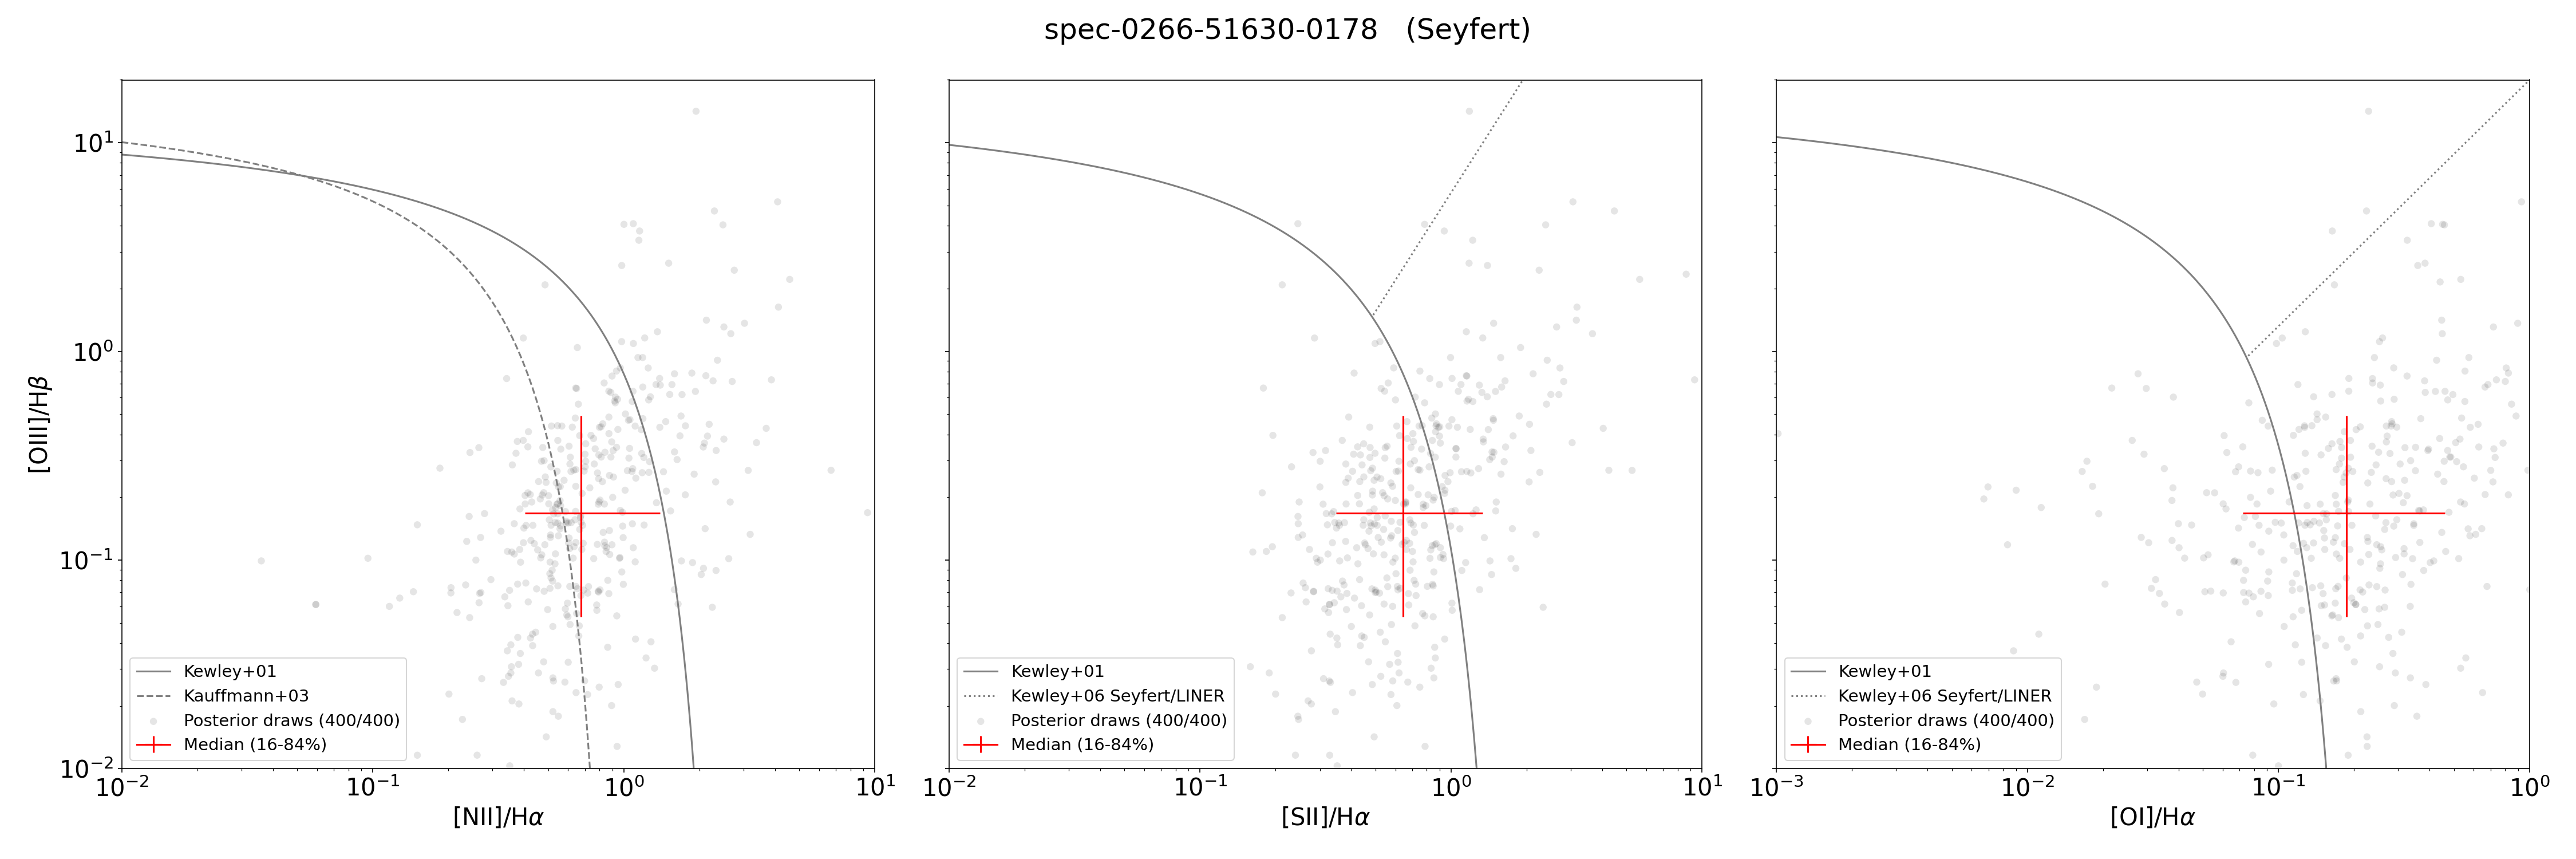 spec-0266-51630-0178 (Seyfert)
[OIII]/Hβ
10¹
10⁰
10⁻¹
10⁻²
Kewley+01
Kauffmann+03
Posterior draws (400/400)
Median (16-84%)
10⁻² 10⁻¹ 10⁰ 10¹
[NII]/Hα
Kewley+01
Kewley+06 Seyfert/LINER
Posterior draws (400/400)
Median (16-84%)
10⁻² 10⁻¹ 10⁰ 10¹
[SII]/Hα
Kewley+01
Kewley+06 Seyfert/LINER
Posterior draws (400/400)
Median (16-84%)
10⁻³ 10⁻² 10⁻¹ 10⁰
[OI]/Hα